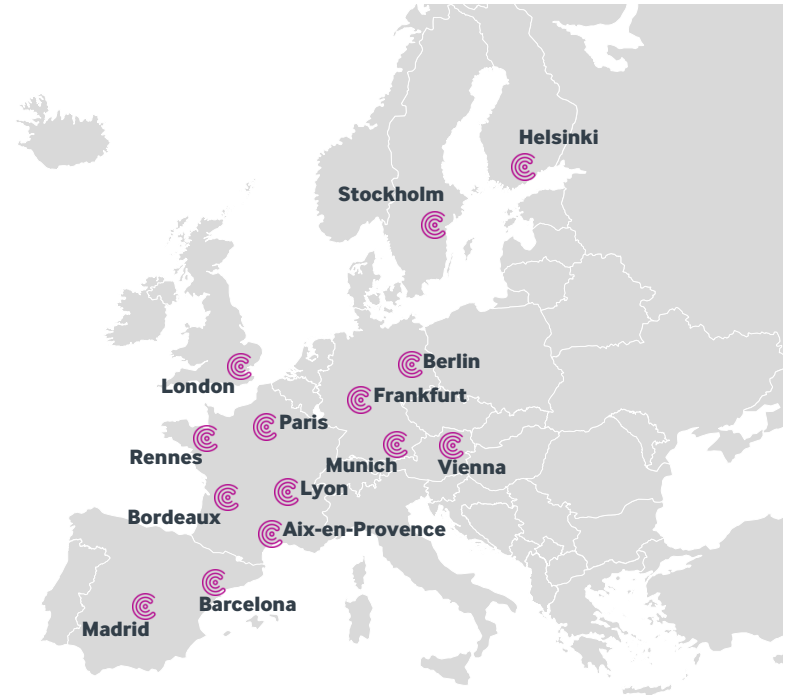 Helsinki
Stockholm
Berlin
London
Frankfurt
Paris
Rennes
Munich
Vienna
Lyon
Bordeaux
Aix-en-Provence
Barcelona
Madrid